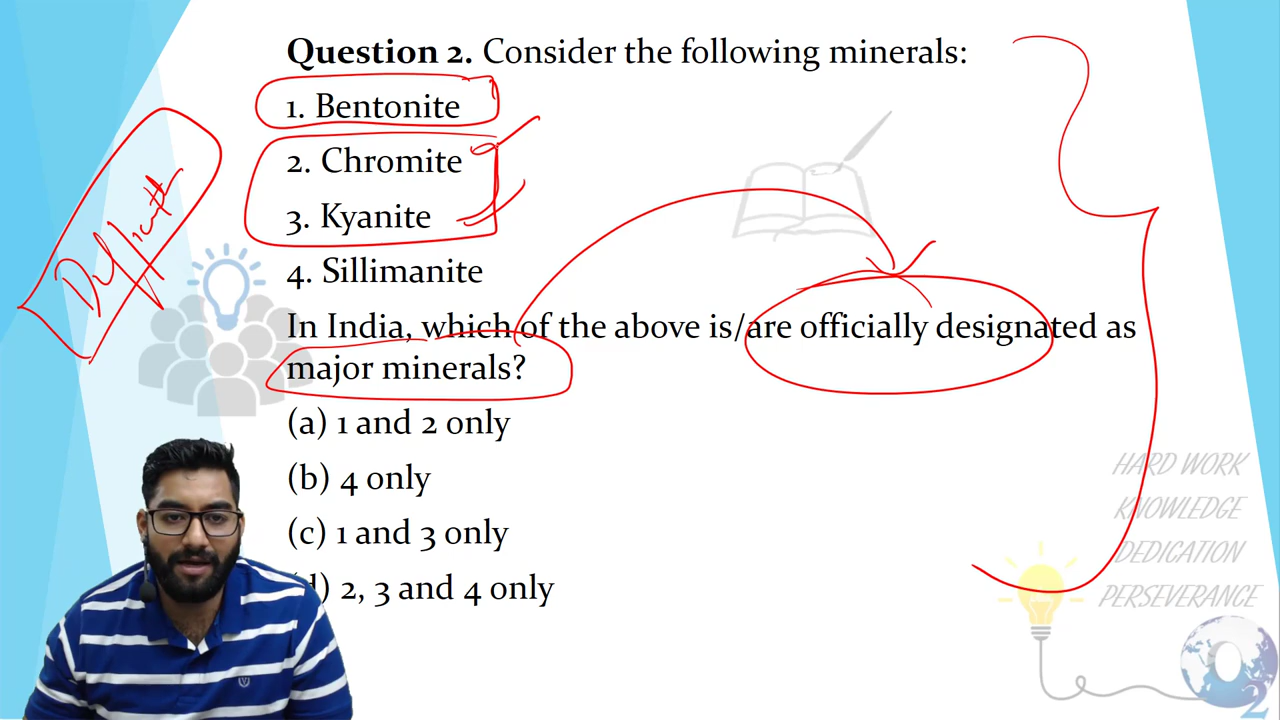 Question 2. Consider the following minerals:
1. Bentonite
2. Chromite
3. Kyanite
4. Sillimanite
In India, which of the above is/are officially designated as
major minerals?
(a) 1 and 2 only
(b) 4 only
(c) 1 and 3 only
(d) 2, 3 and 4 only
Difficult
HARD WORK
KNOWLEDGE
DEDICATION
PERSEVERANCE
2